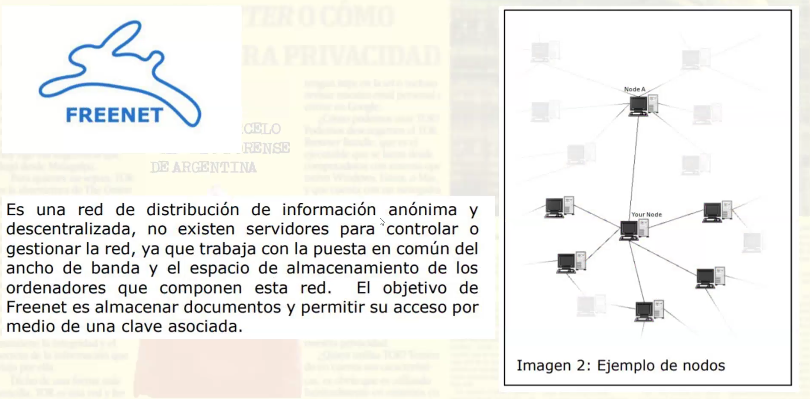 TER O CÓMO
RA PRIVACIDAD
FREENET
CELO
RENSE
DE ARGENTINA
Es una red de distribución de información anónima y
descentralizada, no existen servidores para controlar o
gestionar la red, ya que trabaja con la puesta en común del
ancho de banda y el espacio de almacenamiento de los
ordenadores que componen esta red. El objetivo de
Freenet es almacenar documentos y permitir su acceso por
medio de una clave asociada.
Node A
Your Node
Imagen 2: Ejemplo de nodos